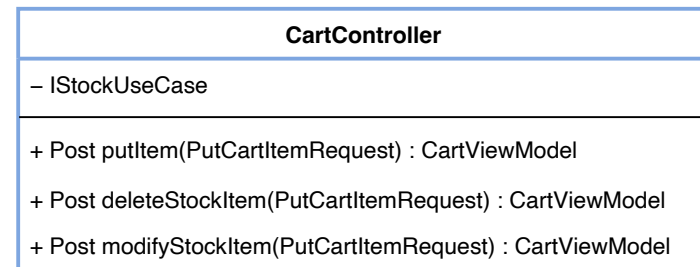 CartController
– IStockUseCase
+ Post putItem(PutCartItemRequest) : CartViewModel
+ Post deleteStockItem(PutCartItemRequest) : CartViewModel
+ Post modifyStockItem(PutCartItemRequest) : CartViewModel